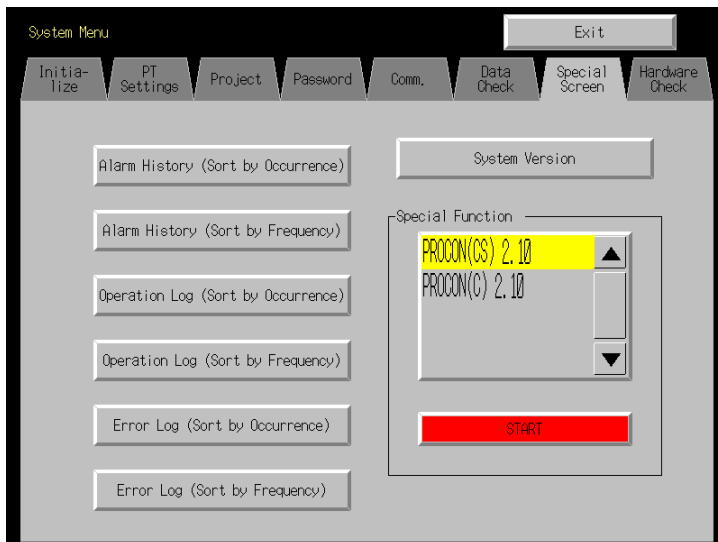 System Menu
Exit
Initia-
lize
PT
Settings
Project
Password
Comm.
Data
Check
Special
Screen
Hardware
Check
Alarm History (Sort by Occurrence)
Alarm History (Sort by Frequency)
Operation Log (Sort by Occurrence)
Operation Log (Sort by Frequency)
Error Log (Sort by Occurrence)
Error Log (Sort by Frequency)
System Version
Special Function
PROCON(CS) 2.10
PROCON(C) 2.10
START